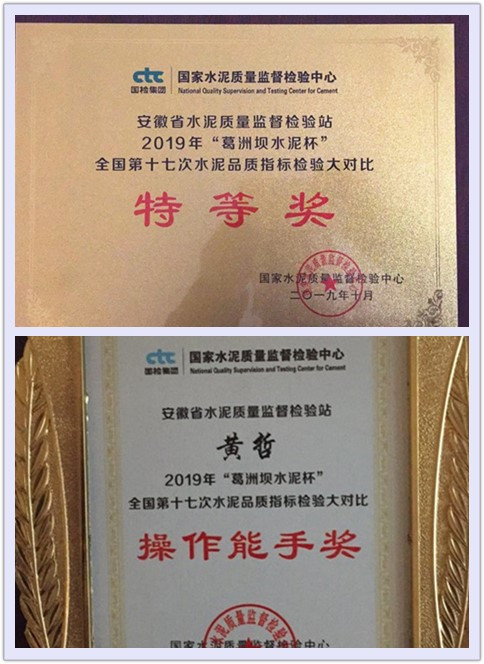 ctc 国家水泥质量监督检验中心
国检集团 National Quality Supervision and Testing Center for Cement
安徽省水泥质量监督检验站
2019年“葛洲坝水泥杯”
全国第十七次水泥品质指标检验大对比
特等奖
国家水泥质量监督检验中心
二〇一九年十月
ctc 国家水泥质量监督检验中心
国检集团 National Quality Supervision and Testing Center for Cement
安徽省水泥质量监督检验站
黄哲
2019年“葛洲坝水泥杯”
全国第十七次水泥品质指标检验大对比
操作能手奖
国家水泥质量监督检验中心